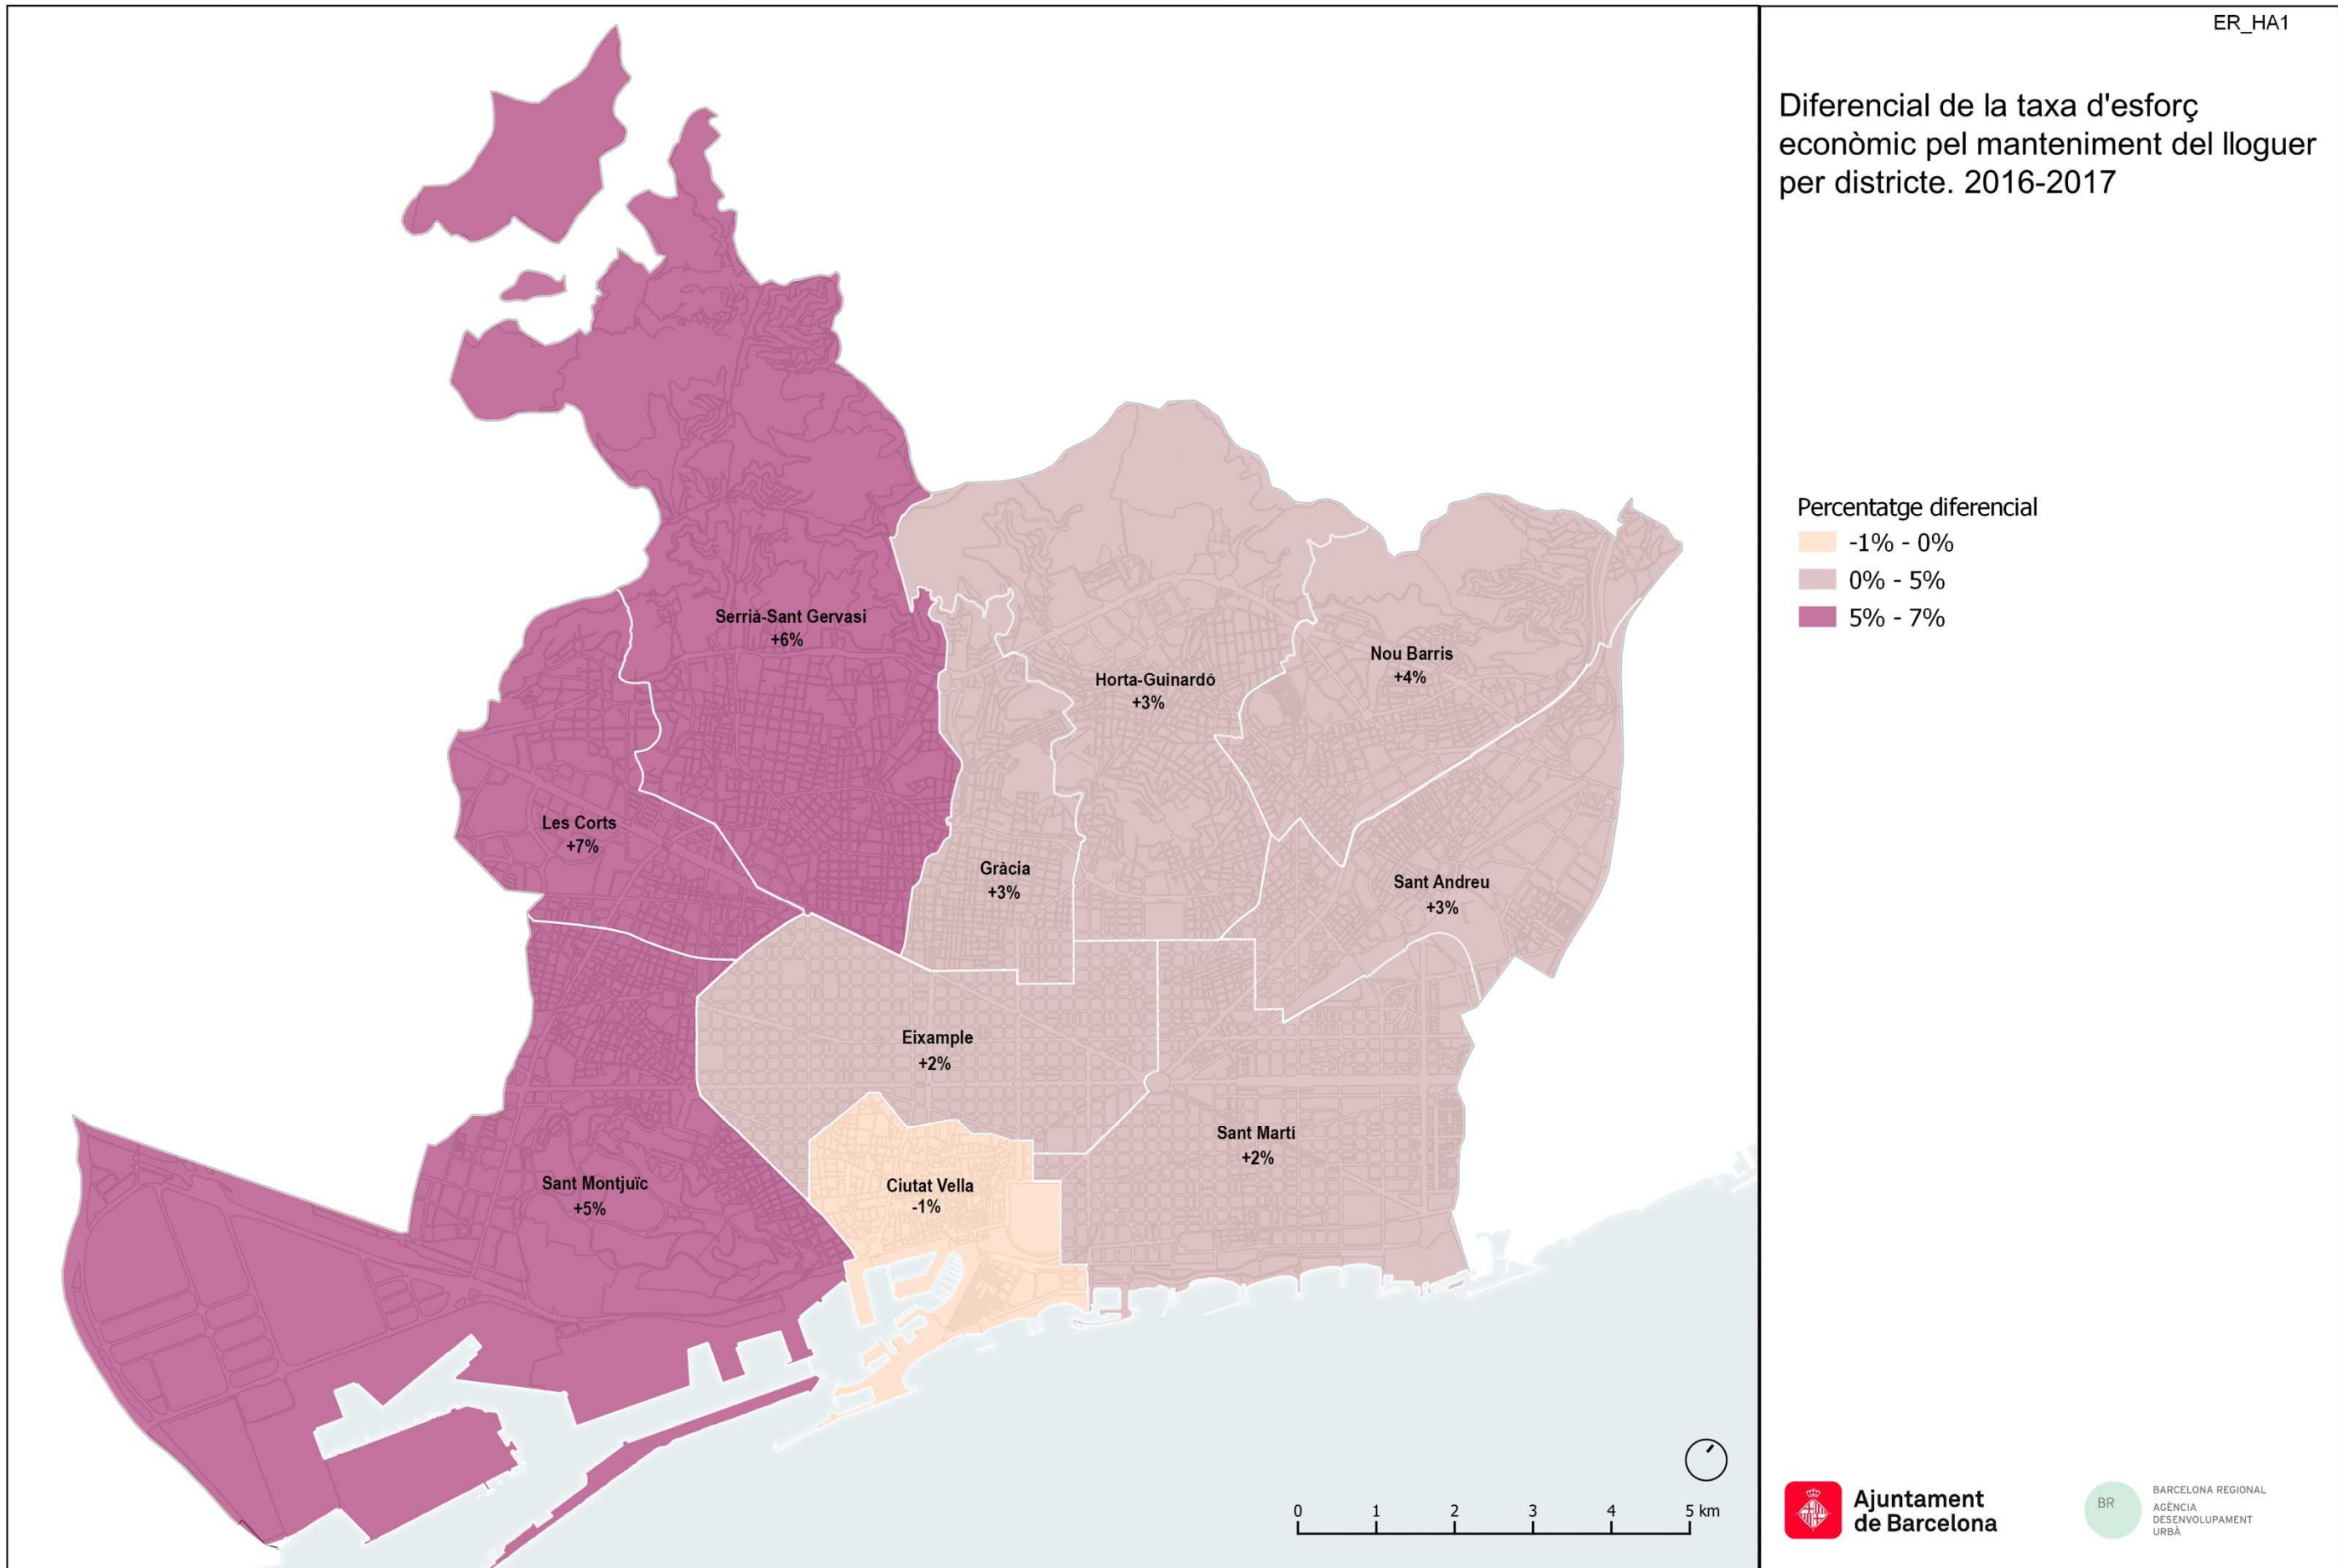 ER_HA1
Diferencial de la taxa d'esforç
econòmic pel manteniment del lloguer
per districte. 2016-2017
Percentatge diferencial
-1% - 0%
0% - 5%
5% - 7%
Serrià-Sant Gervasi
+6%
Nou Barris
+4%
Horta-Guinardó
+3%
Les Corts
+7%
Gràcia
+3%
Sant Andreu
+3%
Eixample
+2%
Sant Martí
+2%
Sant Montjuïc
+5%
Ciutat Vella
-1%
0 1 2 3 4 5 km
Ajuntament
de Barcelona
BR
BARCELONA REGIONAL
AGÈNCIA
DESENVOLUPAMENT
URBÀ